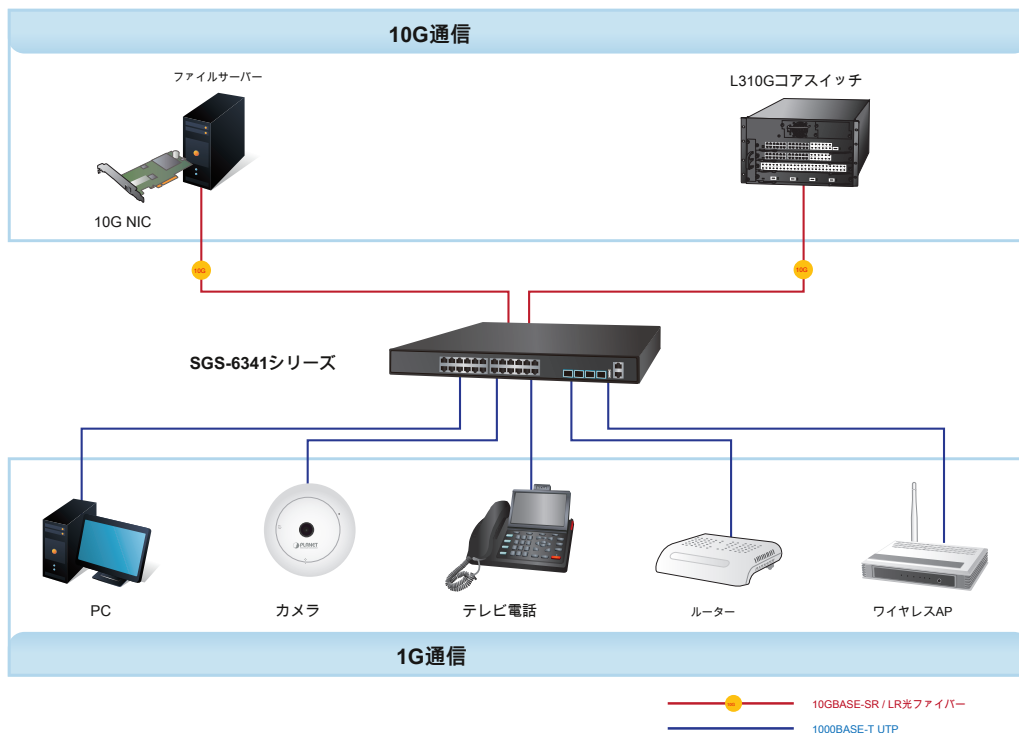 10G通信
ファイルサーバー
L310Gコアスイッチ
10G NIC
10G
10G
SGS-6341シリーズ
PLANET
PC
カメラ
テレビ電話
ルーター
ワイヤレスAP
1G通信
10G
10GBASE-SR / LR光ファイバー
1000BASE-T UTP